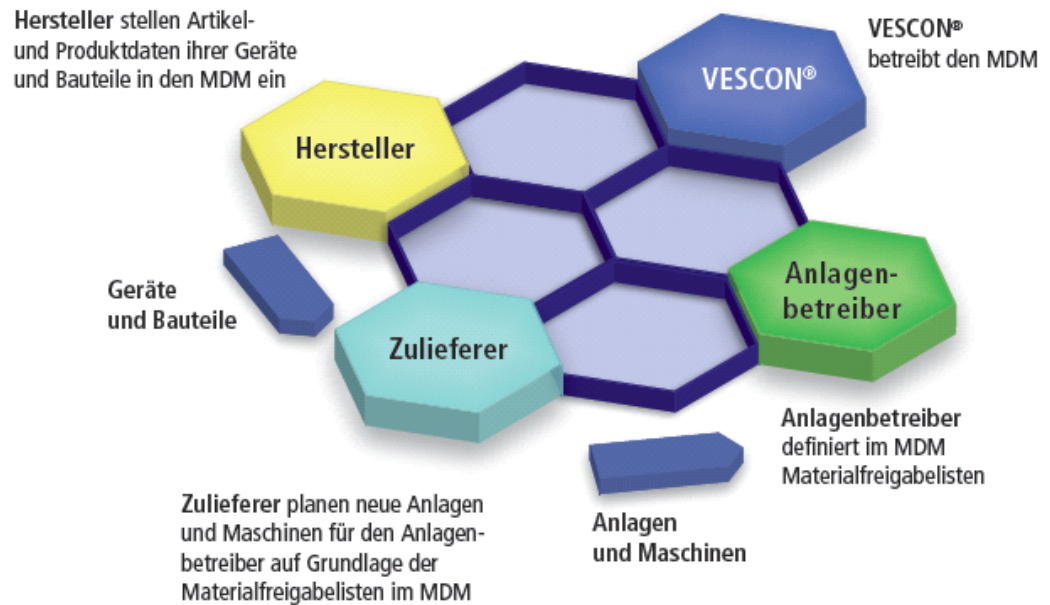 Hersteller stellen Artikel-
und Produktdaten ihrer Geräte
und Bauteile in den MDM ein
VESCON®
betreibt den MDM
VESCON®
Hersteller
Geräte
und Bauteile
Anlagen-
betreiber
Zulieferer
Anlagenbetreiber
definiert im MDM
Materialfreigabelisten
Zulieferer planen neue Anlagen
und Maschinen für den Anlagen-
betreiber auf Grundlage der
Materialfreigabelisten im MDM
Anlagen
und Maschinen